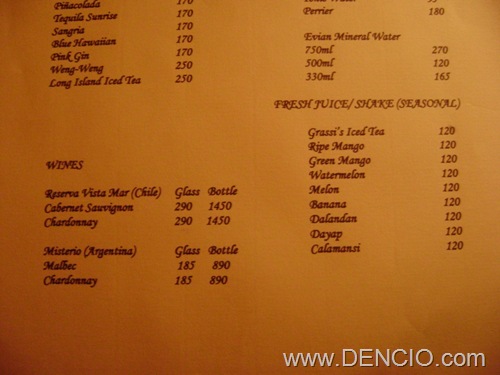 Piñacolada 170
Tequila Sunrise 170
Sangria 170
Blue Hawaiian 170
Pink Gin 170
Weng-Weng 250
Long Island Iced Tea 250
WINES
Reserva Vista Mar (Chile) Glass Bottle
Cabernet Sauvignon 290 1450
Chardonnay 290 1450
Misterio (Argentina) Glass Bottle
Malbec 185 890
Chardonnay 185 890
Perrier 180
Evian Mineral Water
750ml 270
500ml 120
330ml 165
FRESH JUICE/ SHAKE (SEASONAL)
Grassi's Iced Tea 120
Ripe Mango 120
Green Mango 120
Watermelon 120
Melon 120
Banana 120
Dalandan 120
Dayap 120
Calamansi 120
www.DENCIO.com